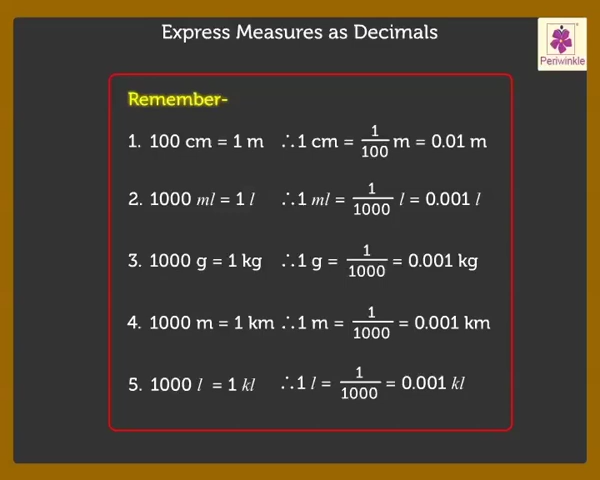 Express Measures as Decimals
Periwinkle
Remember-
1. 100 cm = 1 m ∴1 cm = 1/100 m = 0.01 m
2. 1000 ml = 1 l ∴1 ml = 1/1000 l = 0.001 l
3. 1000 g = 1 kg ∴1 g = 1/1000 = 0.001 kg
4. 1000 m = 1 km ∴1 m = 1/1000 = 0.001 km
5. 1000 l = 1 kl ∴1 l = 1/1000 = 0.001 kl